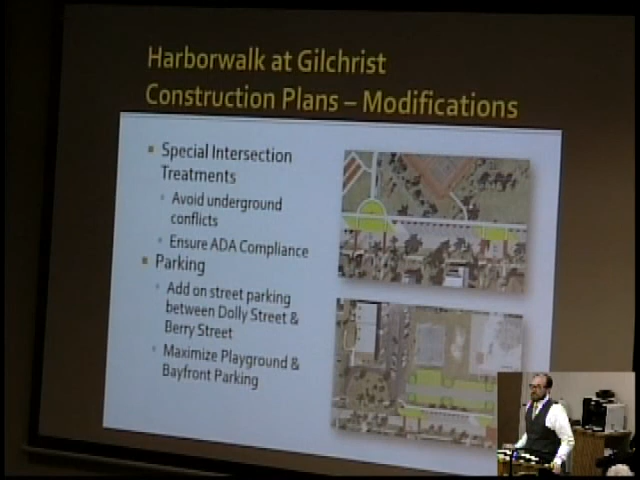 Harborwalk at Gilchrist
Construction Plans – Modifications
Special Intersection
Treatments
Avoid underground
conflicts
Ensure ADA Compliance
Parking
Add on street parking
between Dolly Street &
Berry Street
Maximize Playground &
Bayfront Parking